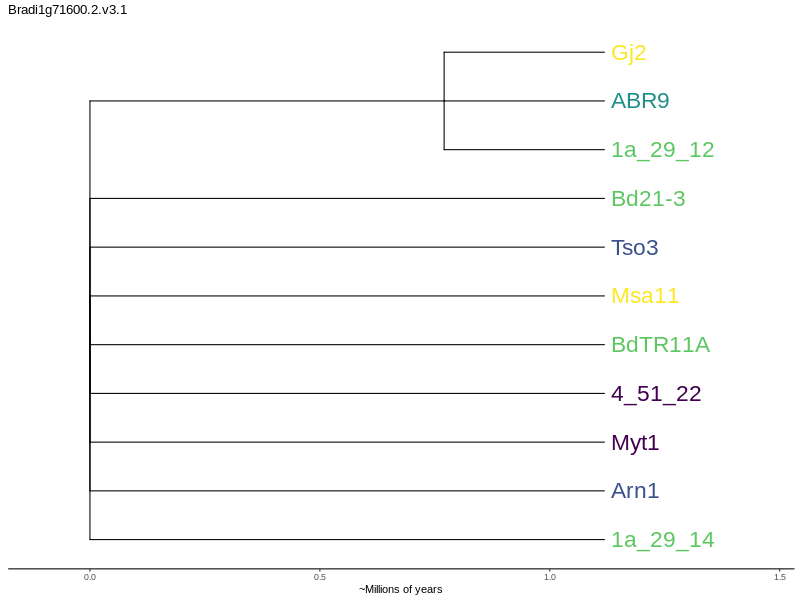 Bradi1g71600.2.v3.1
Gj2
ABR9
1a_29_12
Bd21-3
Tso3
Msa11
BdTR11A
4_51_22
Myt1
Arn1
1a_29_14
0.0 0.5 1.0 1.5
~Millions of years